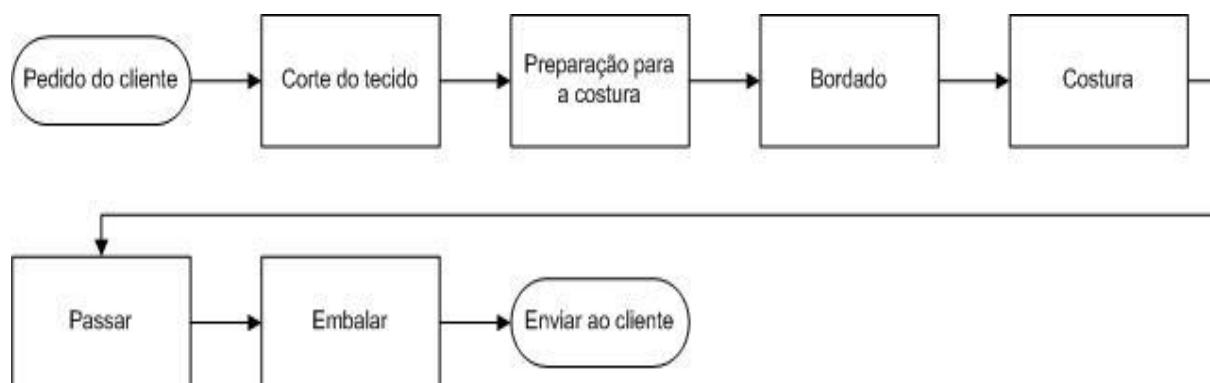 Pedido do cliente
Corte do tecido
Preparação para
a costura
Bordado
Costura
Passar
Embalar
Enviar ao cliente